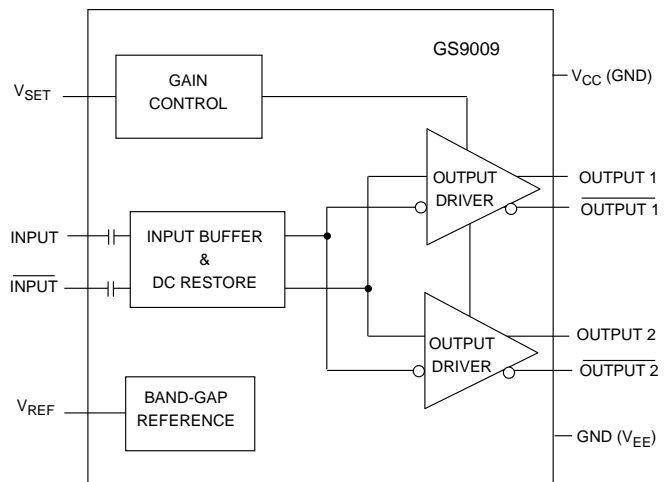 GS9009
GAIN
CONTROL
VSET
VCC (GND)
OUTPUT
DRIVER
OUTPUT 1
OUTPUT 1
INPUT
INPUT BUFFER
&
DC RESTORE
INPUT
OUTPUT
DRIVER
OUTPUT 2
OUTPUT 2
VREF
BAND-GAP
REFERENCE
GND (VEE)